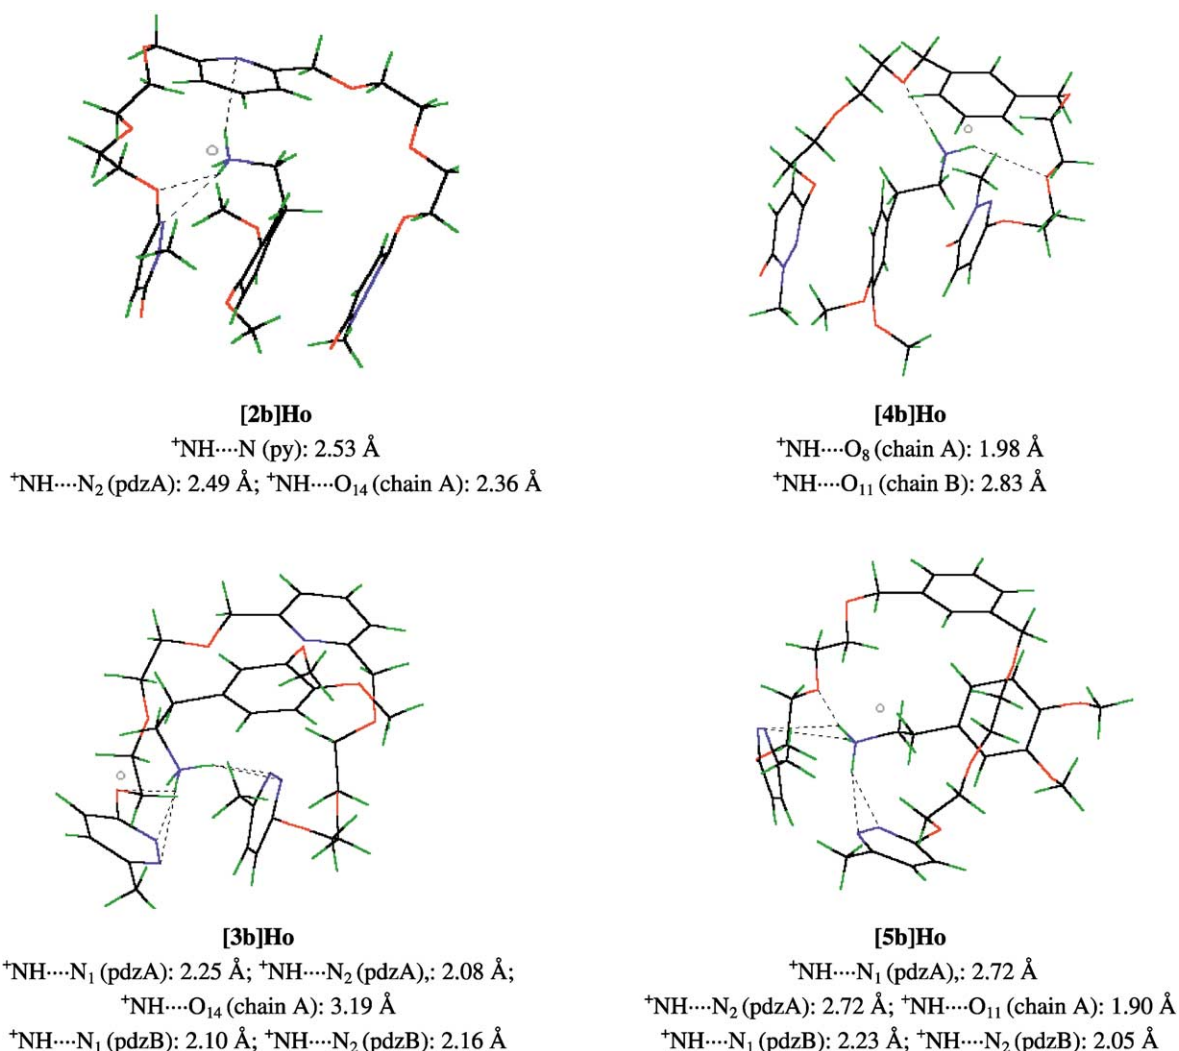 [2b]Ho
⁺NH····N (py): 2.53 Å
⁺NH····N₂ (pdzA): 2.49 Å; ⁺NH····O₁₄ (chain A): 2.36 Å
[4b]Ho
⁺NH····O₈ (chain A): 1.98 Å
⁺NH····O₁₁ (chain B): 2.83 Å
[3b]Ho
⁺NH····N₁ (pdzA): 2.25 Å; ⁺NH····N₂ (pdzA),: 2.08 Å;
⁺NH····O₁₄ (chain A): 3.19 Å
⁺NH····N₁ (pdzB): 2.10 Å; ⁺NH····N₂ (pdzB): 2.16 Å
[5b]Ho
⁺NH····N₁ (pdzA),: 2.72 Å
⁺NH····N₂ (pdzA): 2.72 Å; ⁺NH····O₁₁ (chain A): 1.90 Å
⁺NH····N₁ (pdzB): 2.23 Å; ⁺NH····N₂ (pdzB): 2.05 Å